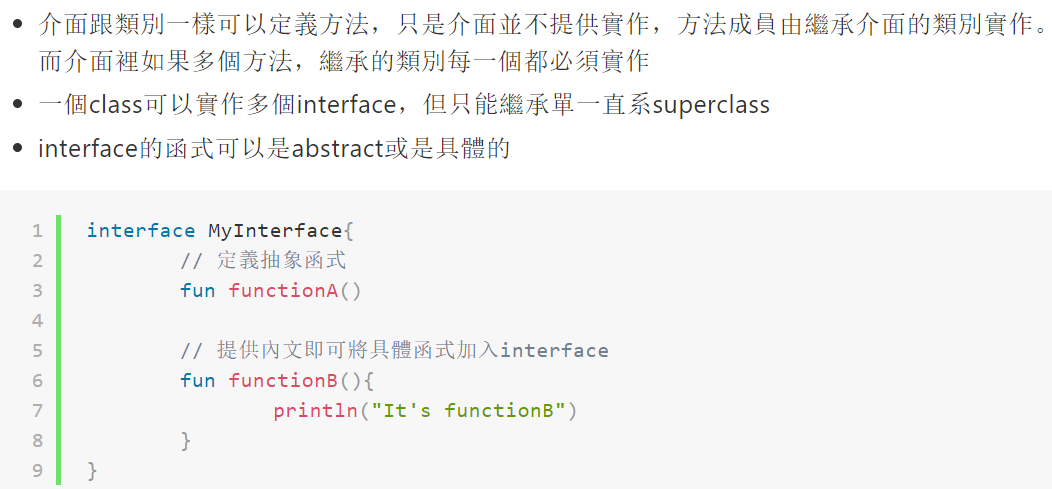 • 介面跟類別一樣可以定義方法，只是介面並不提供實作，方法成員由繼承介面的類別實作。
而介面裡如果多個方法，繼承的類別每一個都必須實作
• 一個class可以實作多個interface，但只能繼承單一直系superclass
• interface的函式可以是abstract或是具體的
1 interface MyInterface{
2 // 定義抽象函式
3 fun functionA()
4
5 // 提供內文即可將具體函式加入interface
6 fun functionB(){
7 println("It's functionB")
8 }
9 }